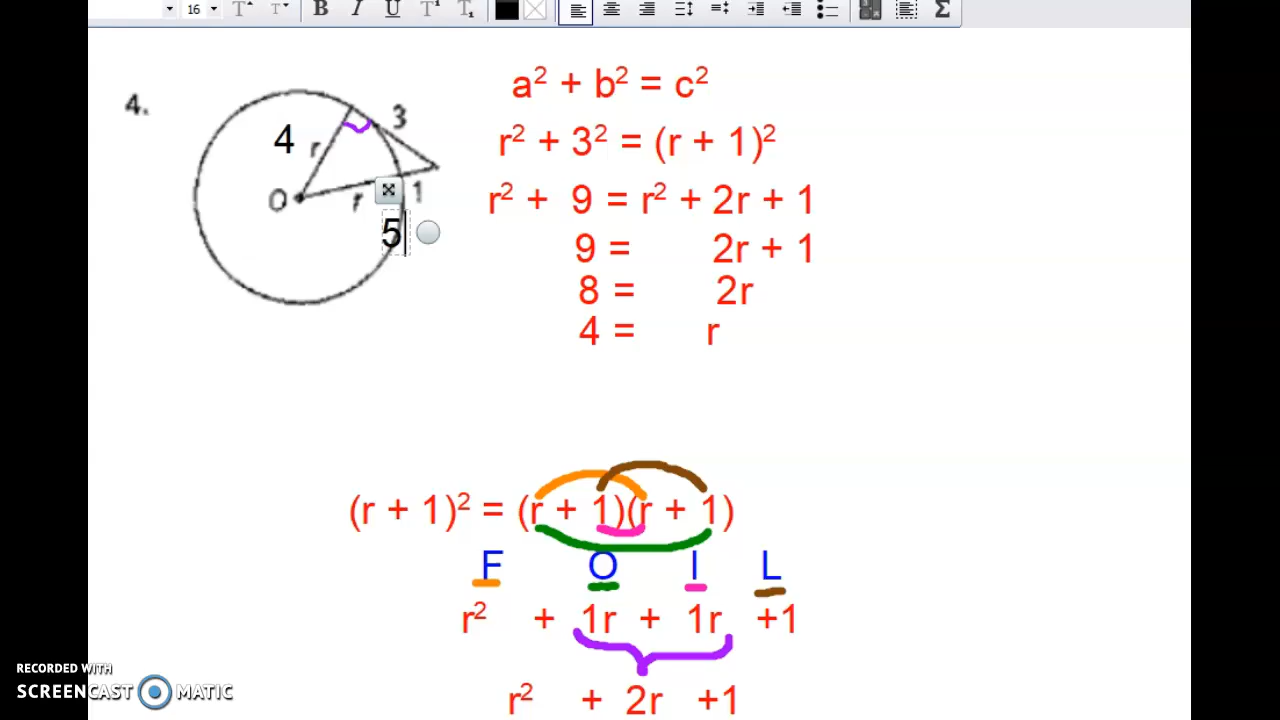 16 T T B I U T T Σ
4.
4
r
3
O
r
1
5
a² + b² = c²
r² + 3² = (r + 1)²
r² + 9 = r² + 2r + 1
9 = 2r + 1
8 = 2r
4 = r
(r + 1)² = (r + 1)(r + 1)
F O I L
r² + 1r + 1r +1
r² + 2r +1
RECORDED WITH
SCREENCAST MATIC